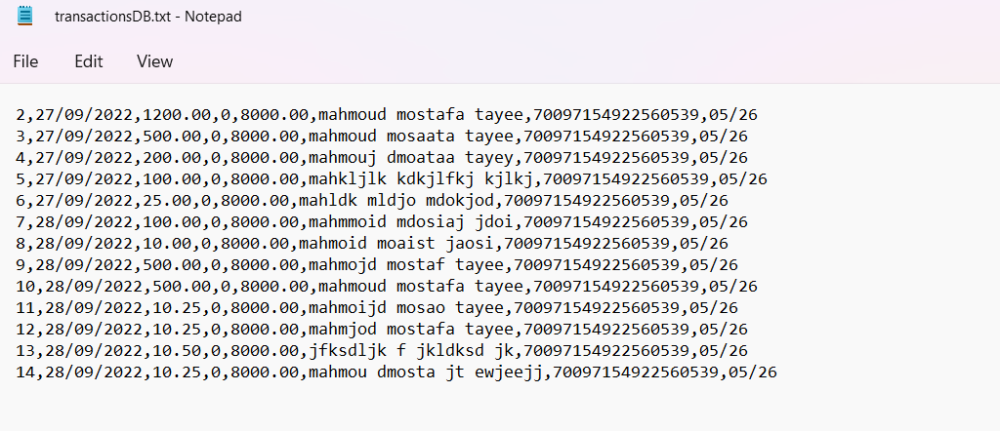 transactionsDB.txt - Notepad
File Edit View
2,27/09/2022,1200.00,0,8000.00,mahmoud mostafa tayee,70097154922560539,05/26
3,27/09/2022,500.00,0,8000.00,mahmoud mosaata tayee,70097154922560539,05/26
4,27/09/2022,200.00,0,8000.00,mahmouj dmoataa tayey,70097154922560539,05/26
5,27/09/2022,100.00,0,8000.00,mahkljlk kdkjlfkj kjlkj,70097154922560539,05/26
6,27/09/2022,25.00,0,8000.00,mahldk mldjo mdokjod,70097154922560539,05/26
7,28/09/2022,100.00,0,8000.00,mahmmoid mdosiaj jdoi,70097154922560539,05/26
8,28/09/2022,10.00,0,8000.00,mahmoid moaist jaosi,70097154922560539,05/26
9,28/09/2022,500.00,0,8000.00,mahmojd mostaf tayee,70097154922560539,05/26
10,28/09/2022,500.00,0,8000.00,mahmoud mostafa tayee,70097154922560539,05/26
11,28/09/2022,10.25,0,8000.00,mahmoijd mosao tayee,70097154922560539,05/26
12,28/09/2022,10.25,0,8000.00,mahmjod mostafa tayee,70097154922560539,05/26
13,28/09/2022,10.50,0,8000.00,jfksdljk f jkldksd jk,70097154922560539,05/26
14,28/09/2022,10.25,0,8000.00,mahmou dmosta jt ewjeejj,70097154922560539,05/26